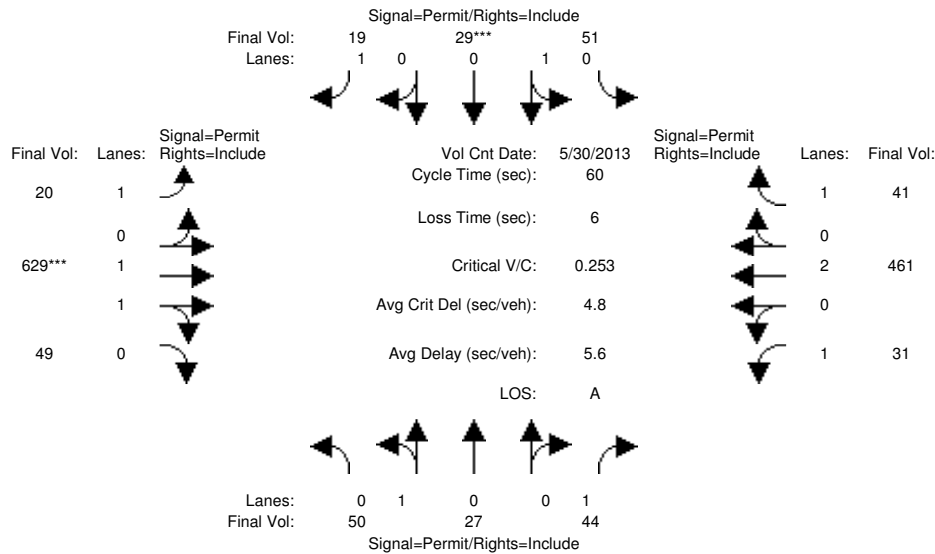 Signal=Permit/Rights=Include
Final Vol: 19 29*** 51
Lanes: 1 0 0 1 0
Signal=Permit Signal=Permit
Final Vol: Lanes: Rights=Include Vol Cnt Date: 5/30/2013 Rights=Include Lanes: Final Vol:
Cycle Time (sec): 60
20 1 1 41
Loss Time (sec): 6
0 0
629*** 1 Critical V/C: 0.253 2 461
1 Avg Crit Del (sec/veh): 4.8 0
49 0 Avg Delay (sec/veh): 5.6 1 31
LOS: A
Lanes: 0 1 0 0 1
Final Vol: 50 27 44
Signal=Permit/Rights=Include